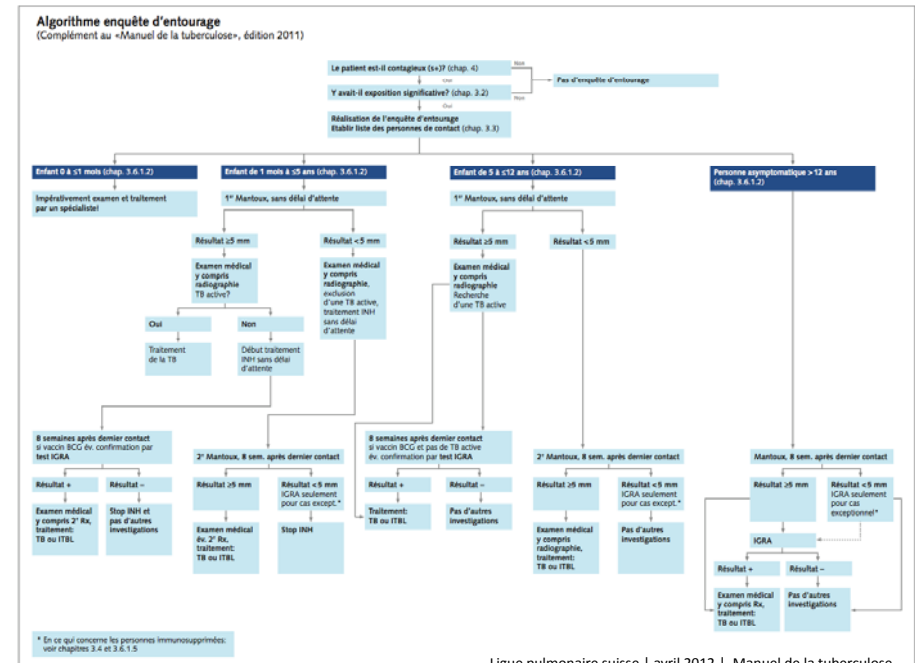 Algorithme enquête d'entourage
(Complément au «Manuel de la tuberculose», édition 2011)
Le patient est-il contagieux (s+)? (chap. 4)
Non
Pas d'enquête d'entourage
Oui
Y avait-il exposition significative? (chap. 3.2)
Non
Oui
Réalisation de l'enquête d'entourage
Etablir liste des personnes de contact (chap. 3.3)
Enfant 0 à ≤1 mois (chap. 3.6.1.2)
Impérativement examen et traitement
par un spécialiste!
Enfant de 1 mois à ≤5 ans (chap. 3.6.1.2)
1er Mantoux, sans délai d'attente
Résultat ≥5 mm
Examen médical
y compris
radiographie
TB active?
Oui
Traitement
de la TB
Non
Début traitement
INH sans délai
d'attente
Résultat <5 mm
Examen médical
y compris
radiographie,
exclusion
d'une TB active,
traitement INH
sans délai
d'attente
Enfant de 5 à ≤12 ans (chap. 3.6.1.2)
1er Mantoux, sans délai d'attente
Résultat ≥5 mm
Examen médical
y compris
radiographie
Recherche
d'une TB active
Résultat <5 mm
Personne asymptomatique >12 ans
(chap. 3.6.1.2)
8 semaines après dernier contact
si vaccin BCG év. confirmation par
test IGRA
Résultat +
Examen médical
y compris 2e Rx,
traitement:
TB ou ITBL
Résultat –
Stop INH et
pas d'autres
investigations
2e Mantoux, 8 sem. après dernier contact
Résultat ≥5 mm
Examen médical
év. 2e Rx,
traitement:
TB ou ITBL
Résultat <5 mm
IGRA seulement
pour cas except.*
Stop INH
8 semaines après dernier contact
si vaccin BCG et pas de TB active
év. confirmation par test IGRA
Résultat +
Traitement:
TB ou ITBL
Résultat –
Pas d'autres
investigations
2e Mantoux, 8 sem. après dernier contact
Résultat ≥5 mm
Examen médical
y compris
radiographie,
traitement:
TB ou ITBL
Résultat <5 mm
IGRA seulement
pour cas except.*
Pas d'autres
investigations
Mantoux, 8 sem. après dernier contact
Résultat ≥5 mm
Résultat <5 mm
IGRA seulement
pour cas
exceptionnel*
IGRA
Résultat +
Examen médical
y compris Rx,
traitement:
TB ou ITBL
Résultat –
Pas d'autres
investigations
* En ce qui concerne les personnes immunosupprimées:
voir chapitres 3.4 et 3.6.1.5
Ligue pulmonaire suisse | avril 2012 | Manuel de la tuberculose